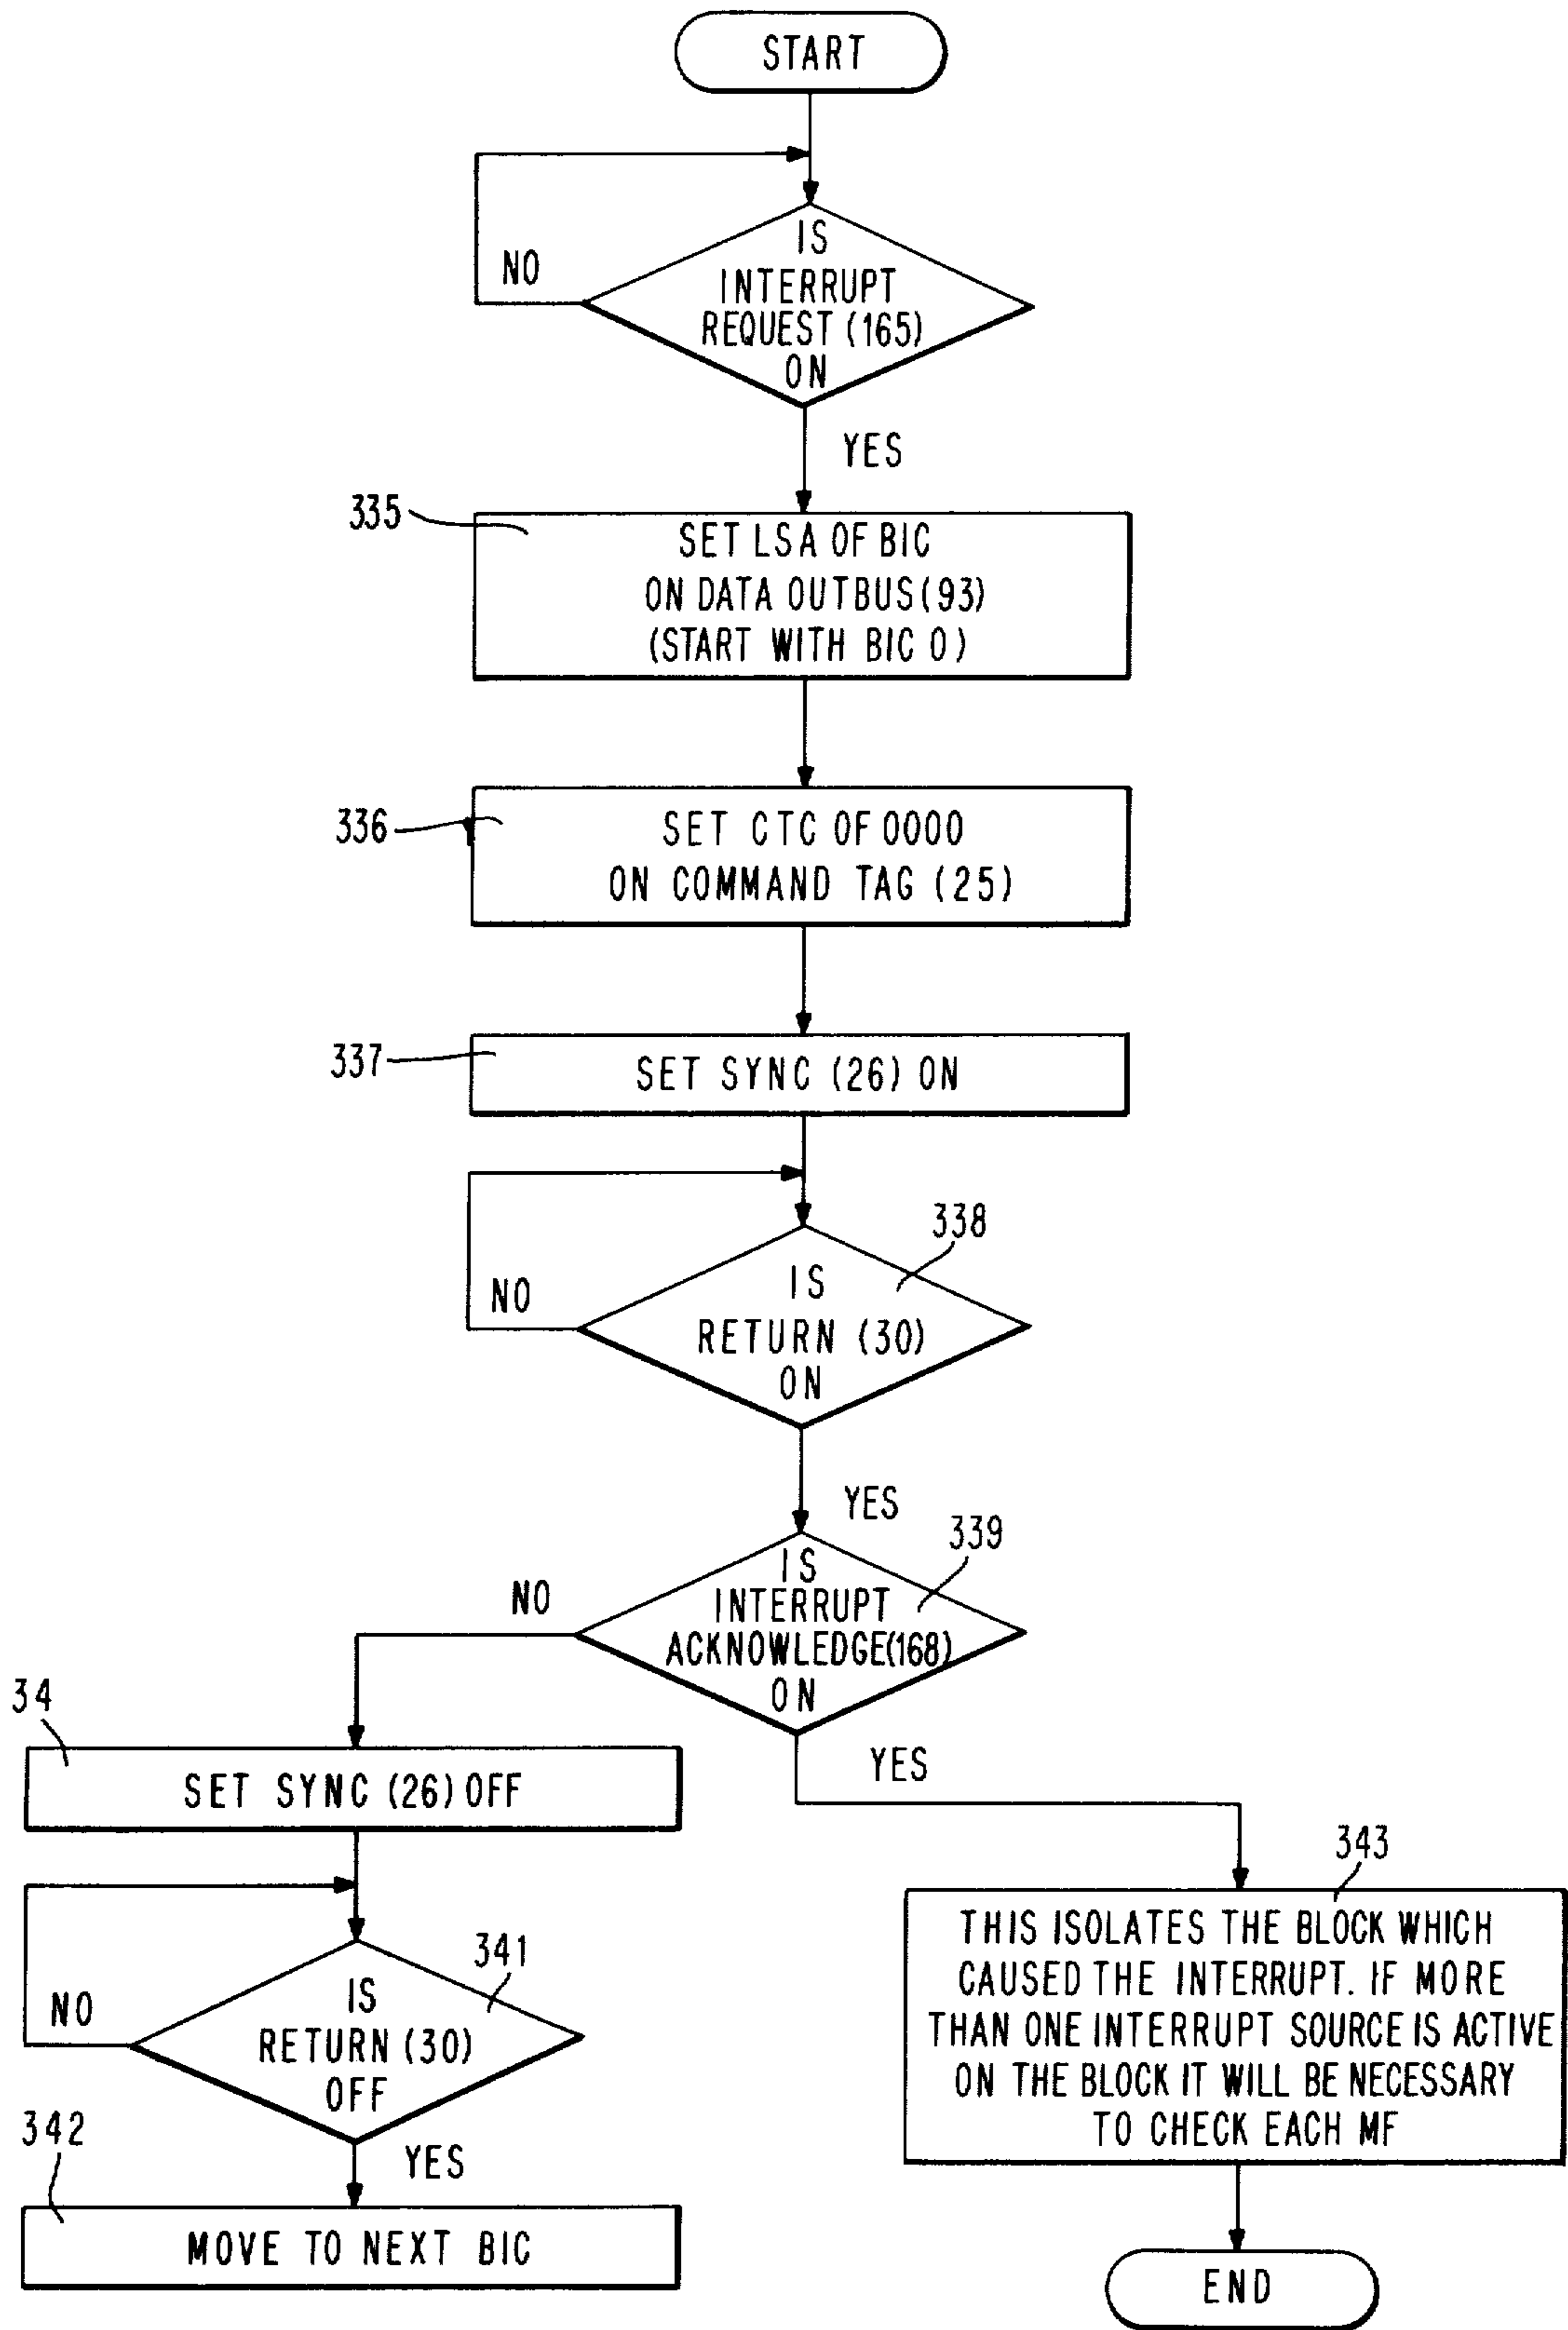 START
IS
INTERRUPT
REQUEST (165)
ON
NO
YES
335
SET LSA OF BIC
ON DATA OUTBUS (93)
(START WITH BIC 0)
336
SET CTC OF 0000
ON COMMAND TAG (25)
337
SET SYNC (26) ON
338
IS
RETURN (30)
ON
NO
YES
339
IS
INTERRUPT
ACKNOWLEDGE (168)
ON
NO
YES
34
SET SYNC (26) OFF
341
IS
RETURN (30)
OFF
NO
YES
342
MOVE TO NEXT BIC
343
THIS ISOLATES THE BLOCK WHICH
CAUSED THE INTERRUPT. IF MORE
THAN ONE INTERRUPT SOURCE IS ACTIVE
ON THE BLOCK IT WILL BE NECESSARY
TO CHECK EACH MF
END